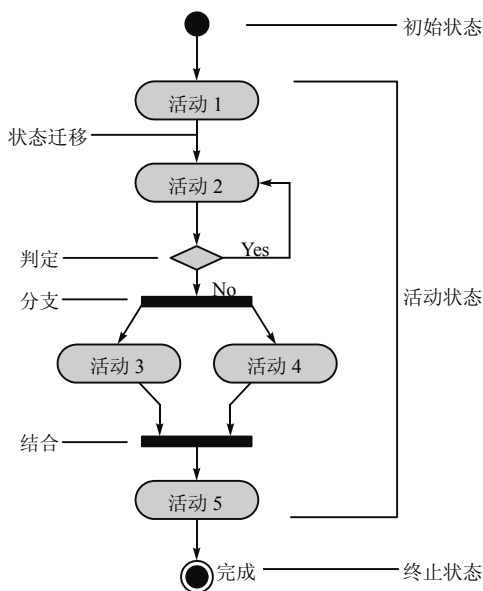 初始状态
活动 1
状态迁移
活动 2
判定
Yes
分支
No
活动状态
活动 3
活动 4
结合
活动 5
完成
终止状态